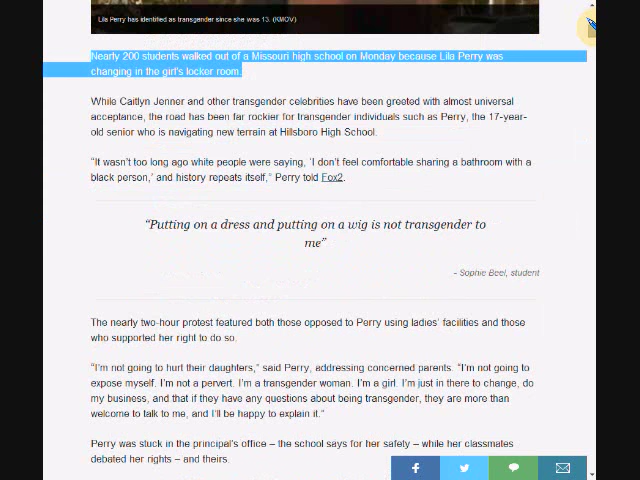 Lila Perry has identified as transgender since she was 13. (KMOV)
Nearly 200 students walked out of a Missouri high school on Monday because Lila Perry was
changing in the girl's locker room.
While Caitlyn Jenner and other transgender celebrities have been greeted with almost universal
acceptance, the road has been far rockier for transgender individuals such as Perry, the 17-year-
old senior who is navigating new terrain at Hillsboro High School.
“It wasn't too long ago white people were saying, ‘I don't feel comfortable sharing a bathroom with a
black person,’ and history repeats itself,” Perry told Fox2.
“Putting on a dress and putting on a wig is not transgender to
me”
- Sophie Beel, student
The nearly two-hour protest featured both those opposed to Perry using ladies' facilities and those
who supported her right to do so.
“I'm not going to hurt their daughters,” said Perry, addressing concerned parents. “I'm not going to
expose myself. I'm not a pervert. I'm a transgender woman. I'm a girl. I'm just in there to change, do
my business, and that if they have any questions about being transgender, they are more than
welcome to talk to me, and I'll be happy to explain it.”
Perry was stuck in the principal's office – the school says for her safety – while her classmates
debated her rights – and theirs.